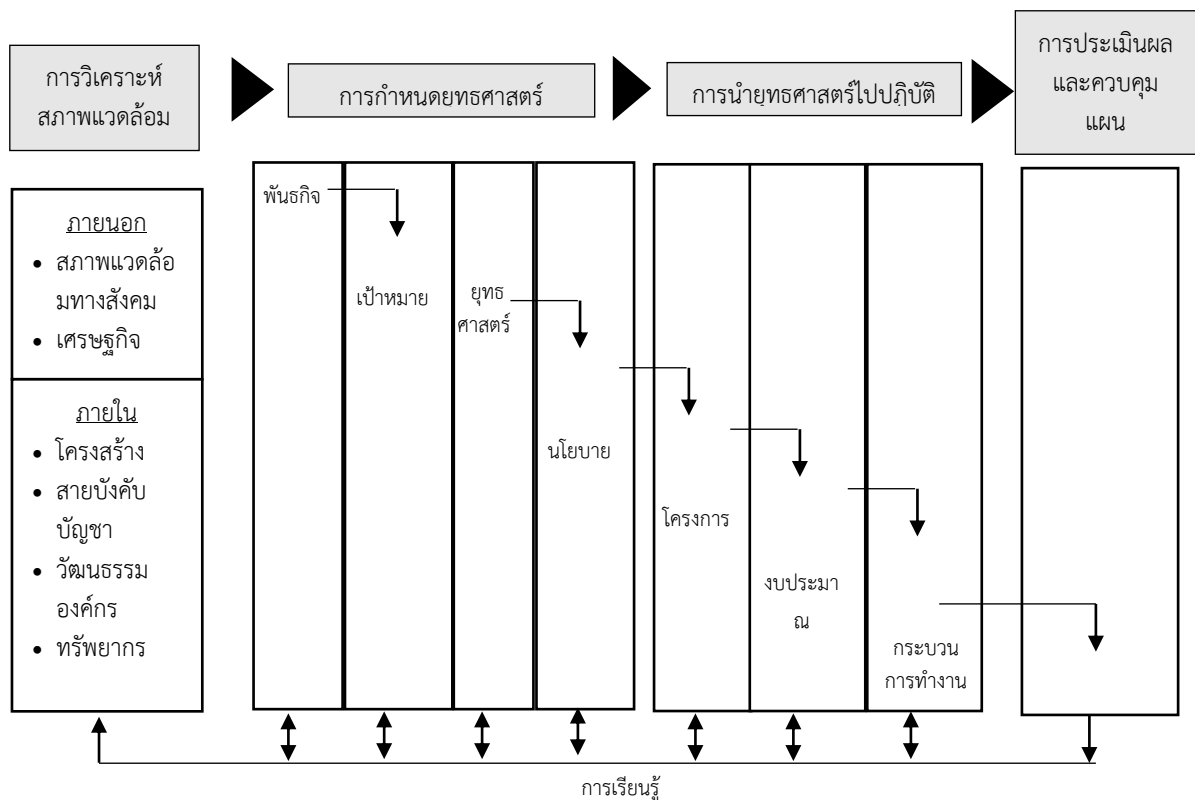 การวิเคราะห์
สภาพแวดล้อม
การกำหนดยุทธศาสตร์
การนำยุทธศาสตร์ไปปฏิบัติ
การประเมินผล
และควบคุม
แผน
ภายนอก
• สภาพแวดล้อ
มทางสังคม
• เศรษฐกิจ
ภายใน
• โครงสร้าง
• สายบังคับ
บัญชา
• วัฒนธรรม
องค์กร
• ทรัพยากร
พันธกิจ
เป้าหมาย
ยุทธ
ศาสตร์
นโยบาย
โครงการ
งบประมา
ณ
กระบวน
การทำงาน
การเรียนรู้